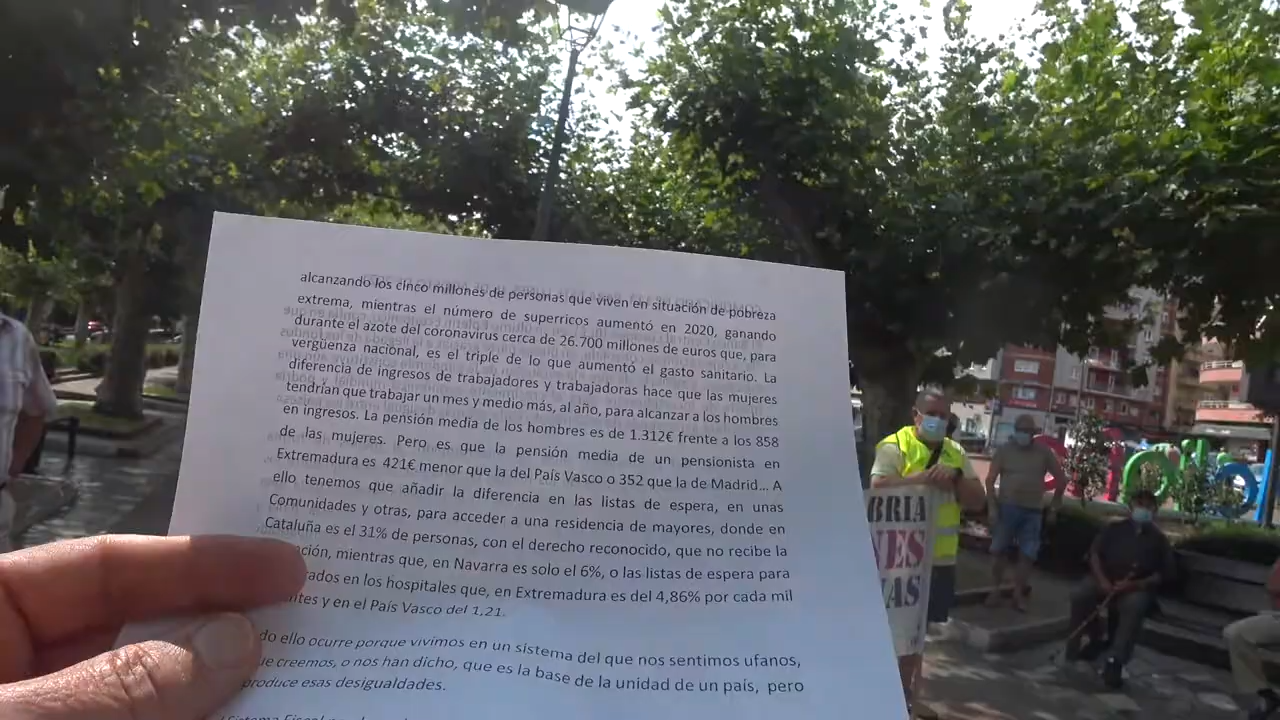 alcanzando los cinco millones de personas que viven en situación de pobreza
extrema, mientras el número de superricos aumentó en 2020, ganando
durante el azote del coronavirus cerca de 26.700 millones de euros que, para
vergüenza nacional, es el triple de lo que aumentó el gasto sanitario. La
diferencia de ingresos de trabajadores y trabajadoras hace que las mujeres
tendrían que trabajar un mes y medio más, al año, para alcanzar a los hombres
en ingresos. La pensión media de los hombres es de 1.312€ frente a los 858
de las mujeres. Pero es que la pensión media de un pensionista en
Extremadura es 421€ menor que la del País Vasco o 352 que la de Madrid... A
ello tenemos que añadir la diferencia en las listas de espera, en unas
Comunidades y otras, para acceder a una residencia de mayores, donde en
Cataluña es el 31% de personas, con el derecho reconocido, que no recibe la
ación, mientras que, en Navarra es solo el 6%, o las listas de espera para
rados en los hospitales que, en Extremadura es del 4,86% por cada mil
ntes y en el País Vasco del 1,21.
do ello ocurre porque vivimos en un sistema del que nos sentimos ufanos,
ue creemos, o nos han dicho, que es la base de la unidad de un país, pero
produce esas desigualdades.
Sistema Fiscal
BRIA
NES
AS